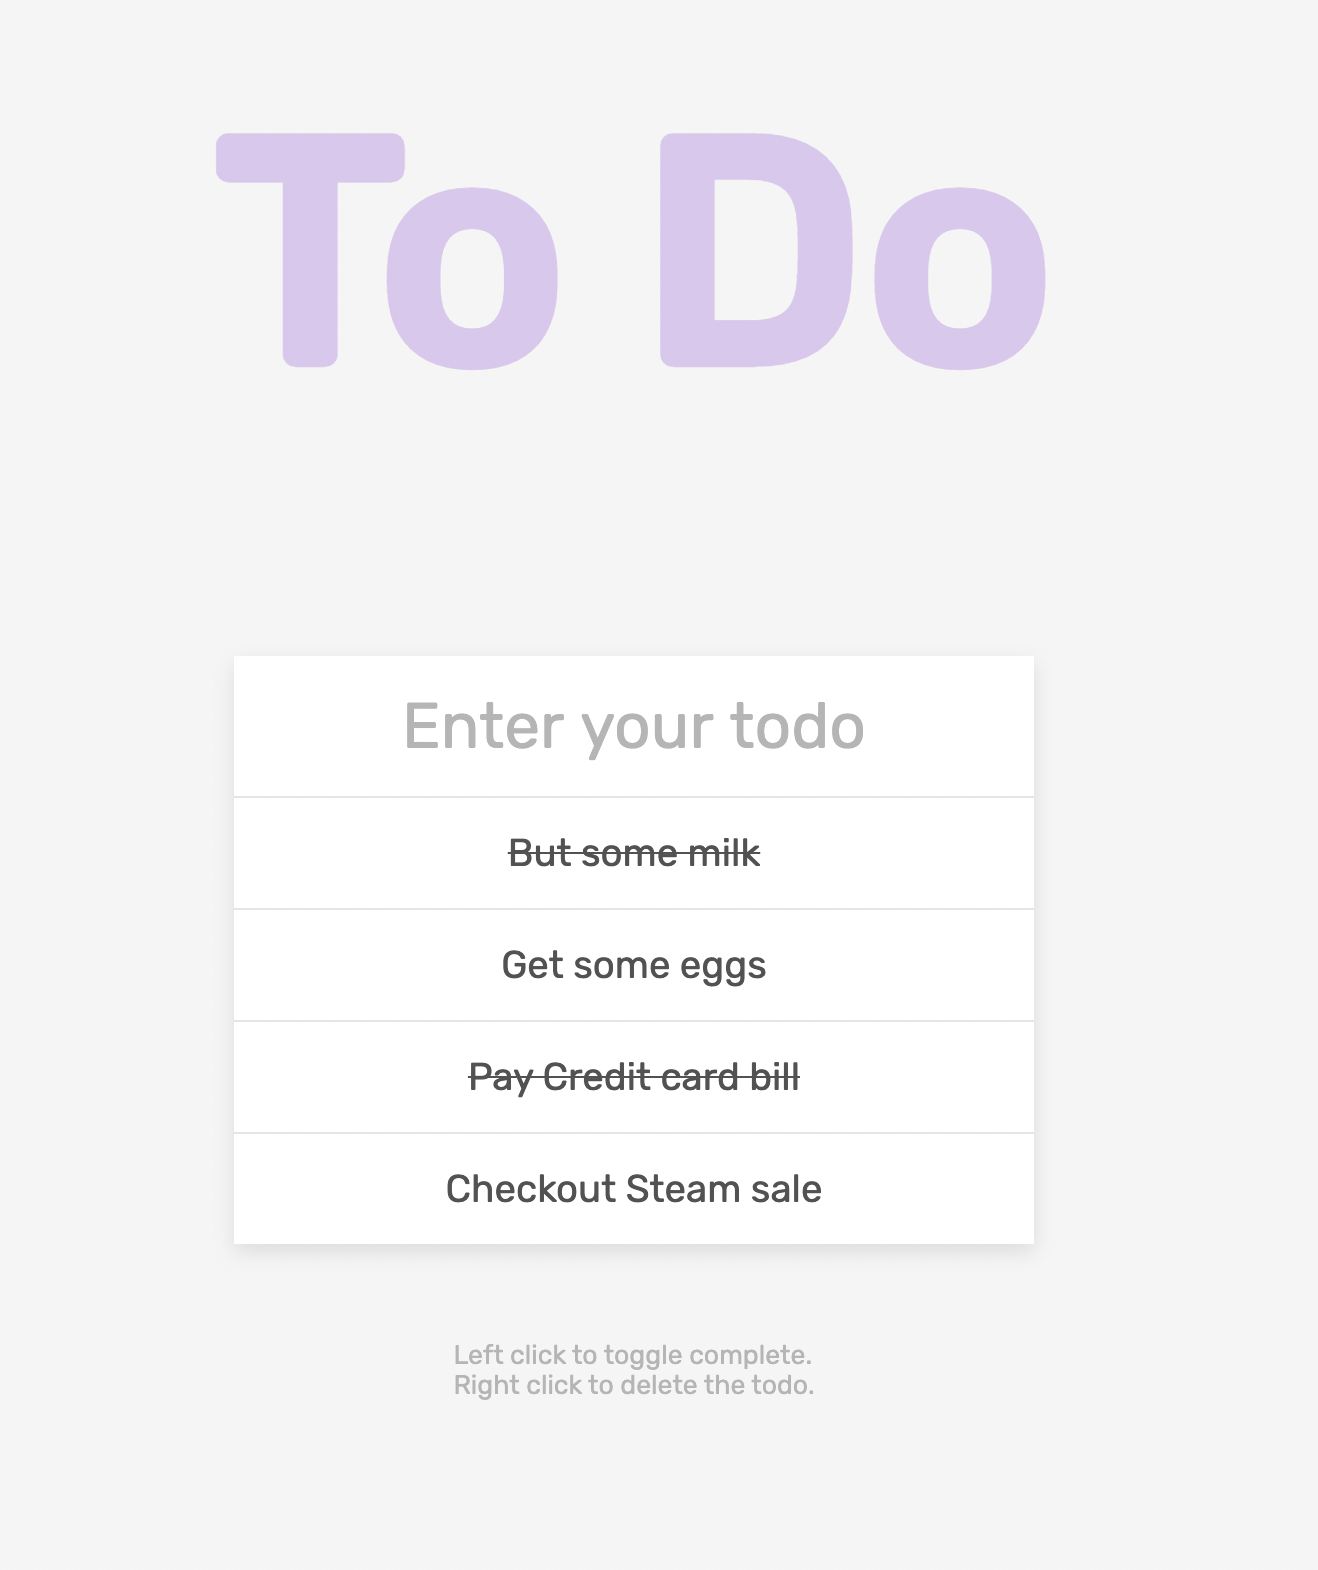 To Do
Enter your todo
But some milk
Get some eggs
Pay Credit card bill
Checkout Steam sale
Left click to toggle complete.
Right click to delete the todo.